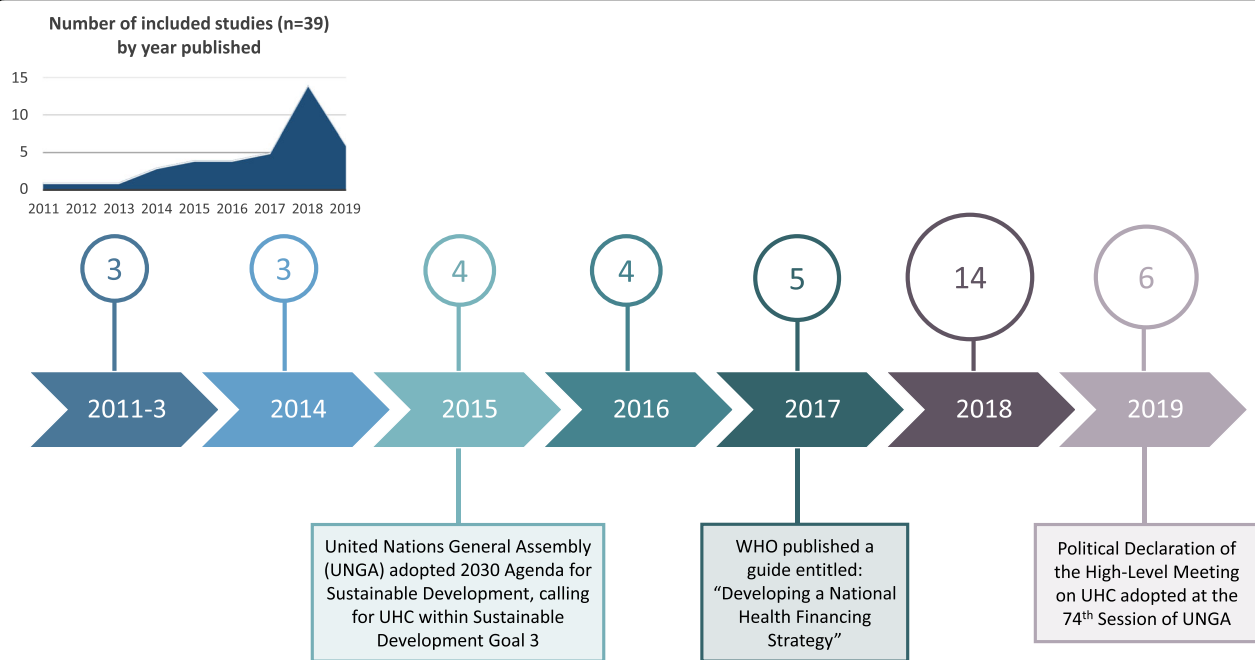 Number of included studies (n=39)
by year published
15
10
5
0
2011 2012 2013 2014 2015 2016 2017 2018 2019
3
3
4
4
5
14
6
2011-3
2014
2015
2016
2017
2018
2019
United Nations General Assembly
(UNGA) adopted 2030 Agenda for
Sustainable Development, calling
for UHC within Sustainable
Development Goal 3
WHO published a
guide entitled:
“Developing a National
Health Financing
Strategy”
Political Declaration of
the High-Level Meeting
on UHC adopted at the
74th Session of UNGA